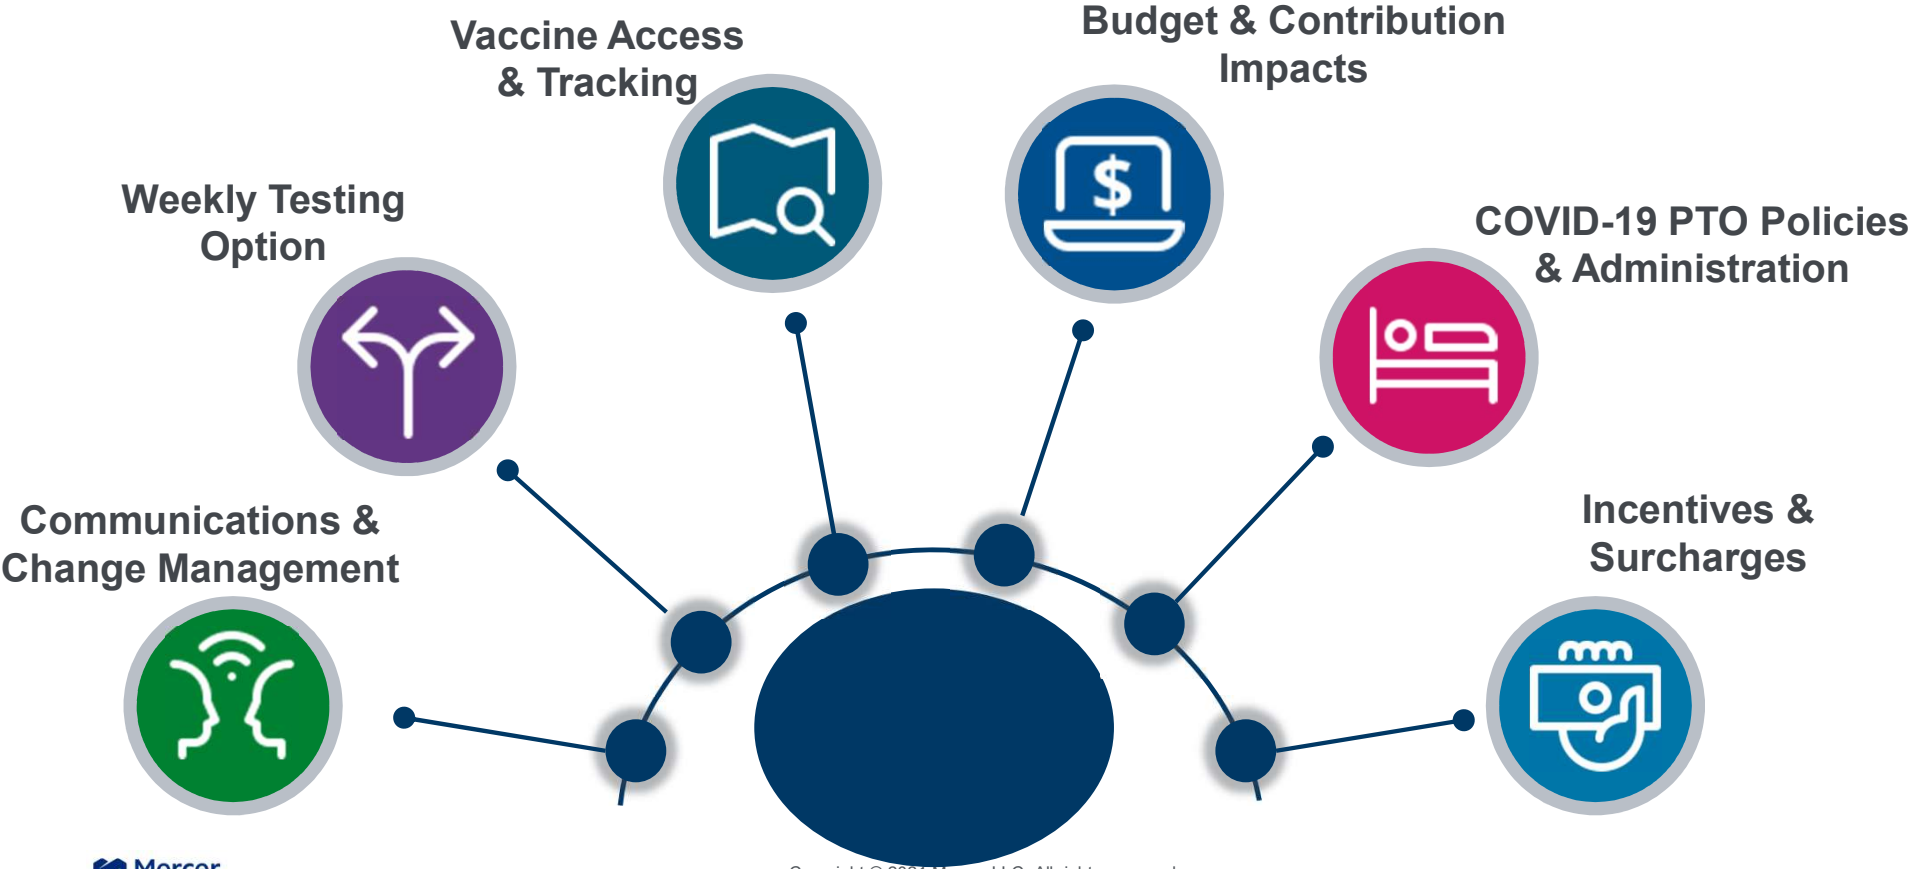 Vaccine Access
& Tracking
Budget & Contribution
Impacts
Weekly Testing
Option
COVID-19 PTO Policies
& Administration
Communications &
Change Management
Incentives &
Surcharges
$
Mercer